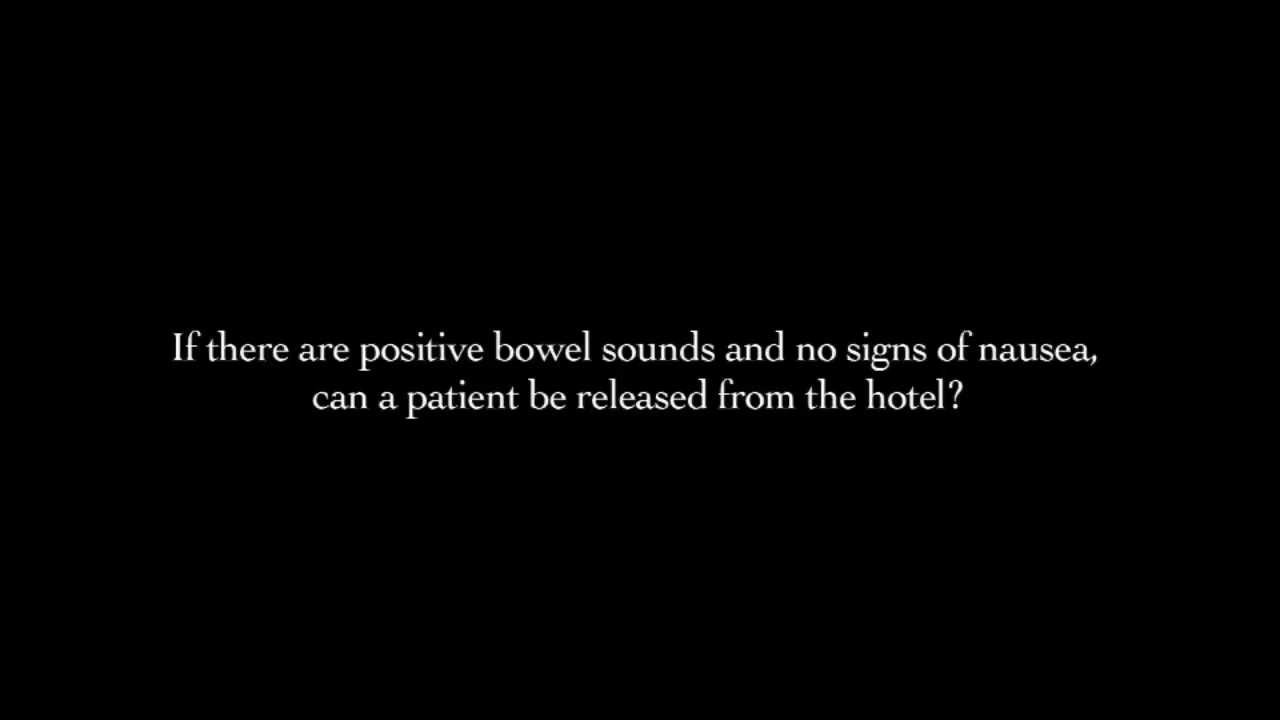 If there are positive bowel sounds and no signs of nausea,
can a patient be released from the hotel?